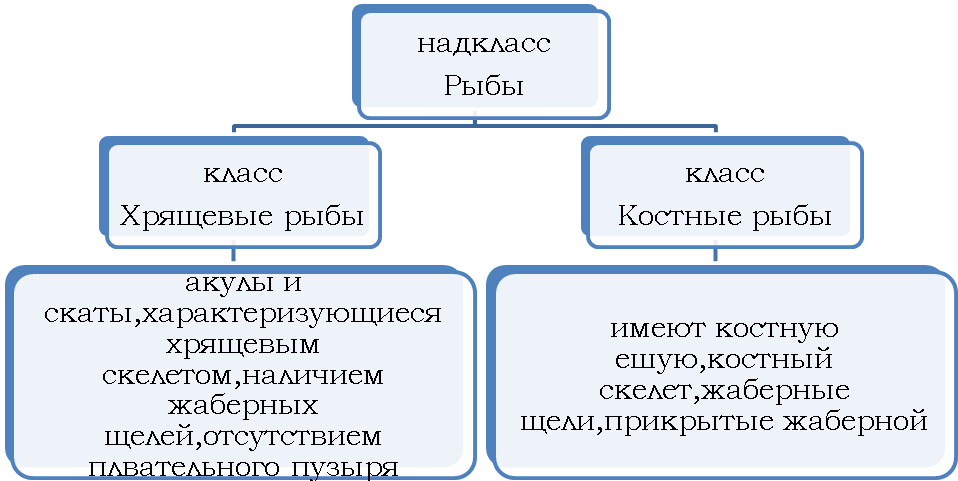 надкласс
Рыбы
класс
Хрящевые рыбы
класс
Костные рыбы
акулы и
скаты,характеризующиеся
хрящевым
скелетом,наличием
жаберных
щелей,отсутствием
плвательного пузыря
имеют костную
ешую,костный
скелет,жаберные
щели,прикрытые жаберной